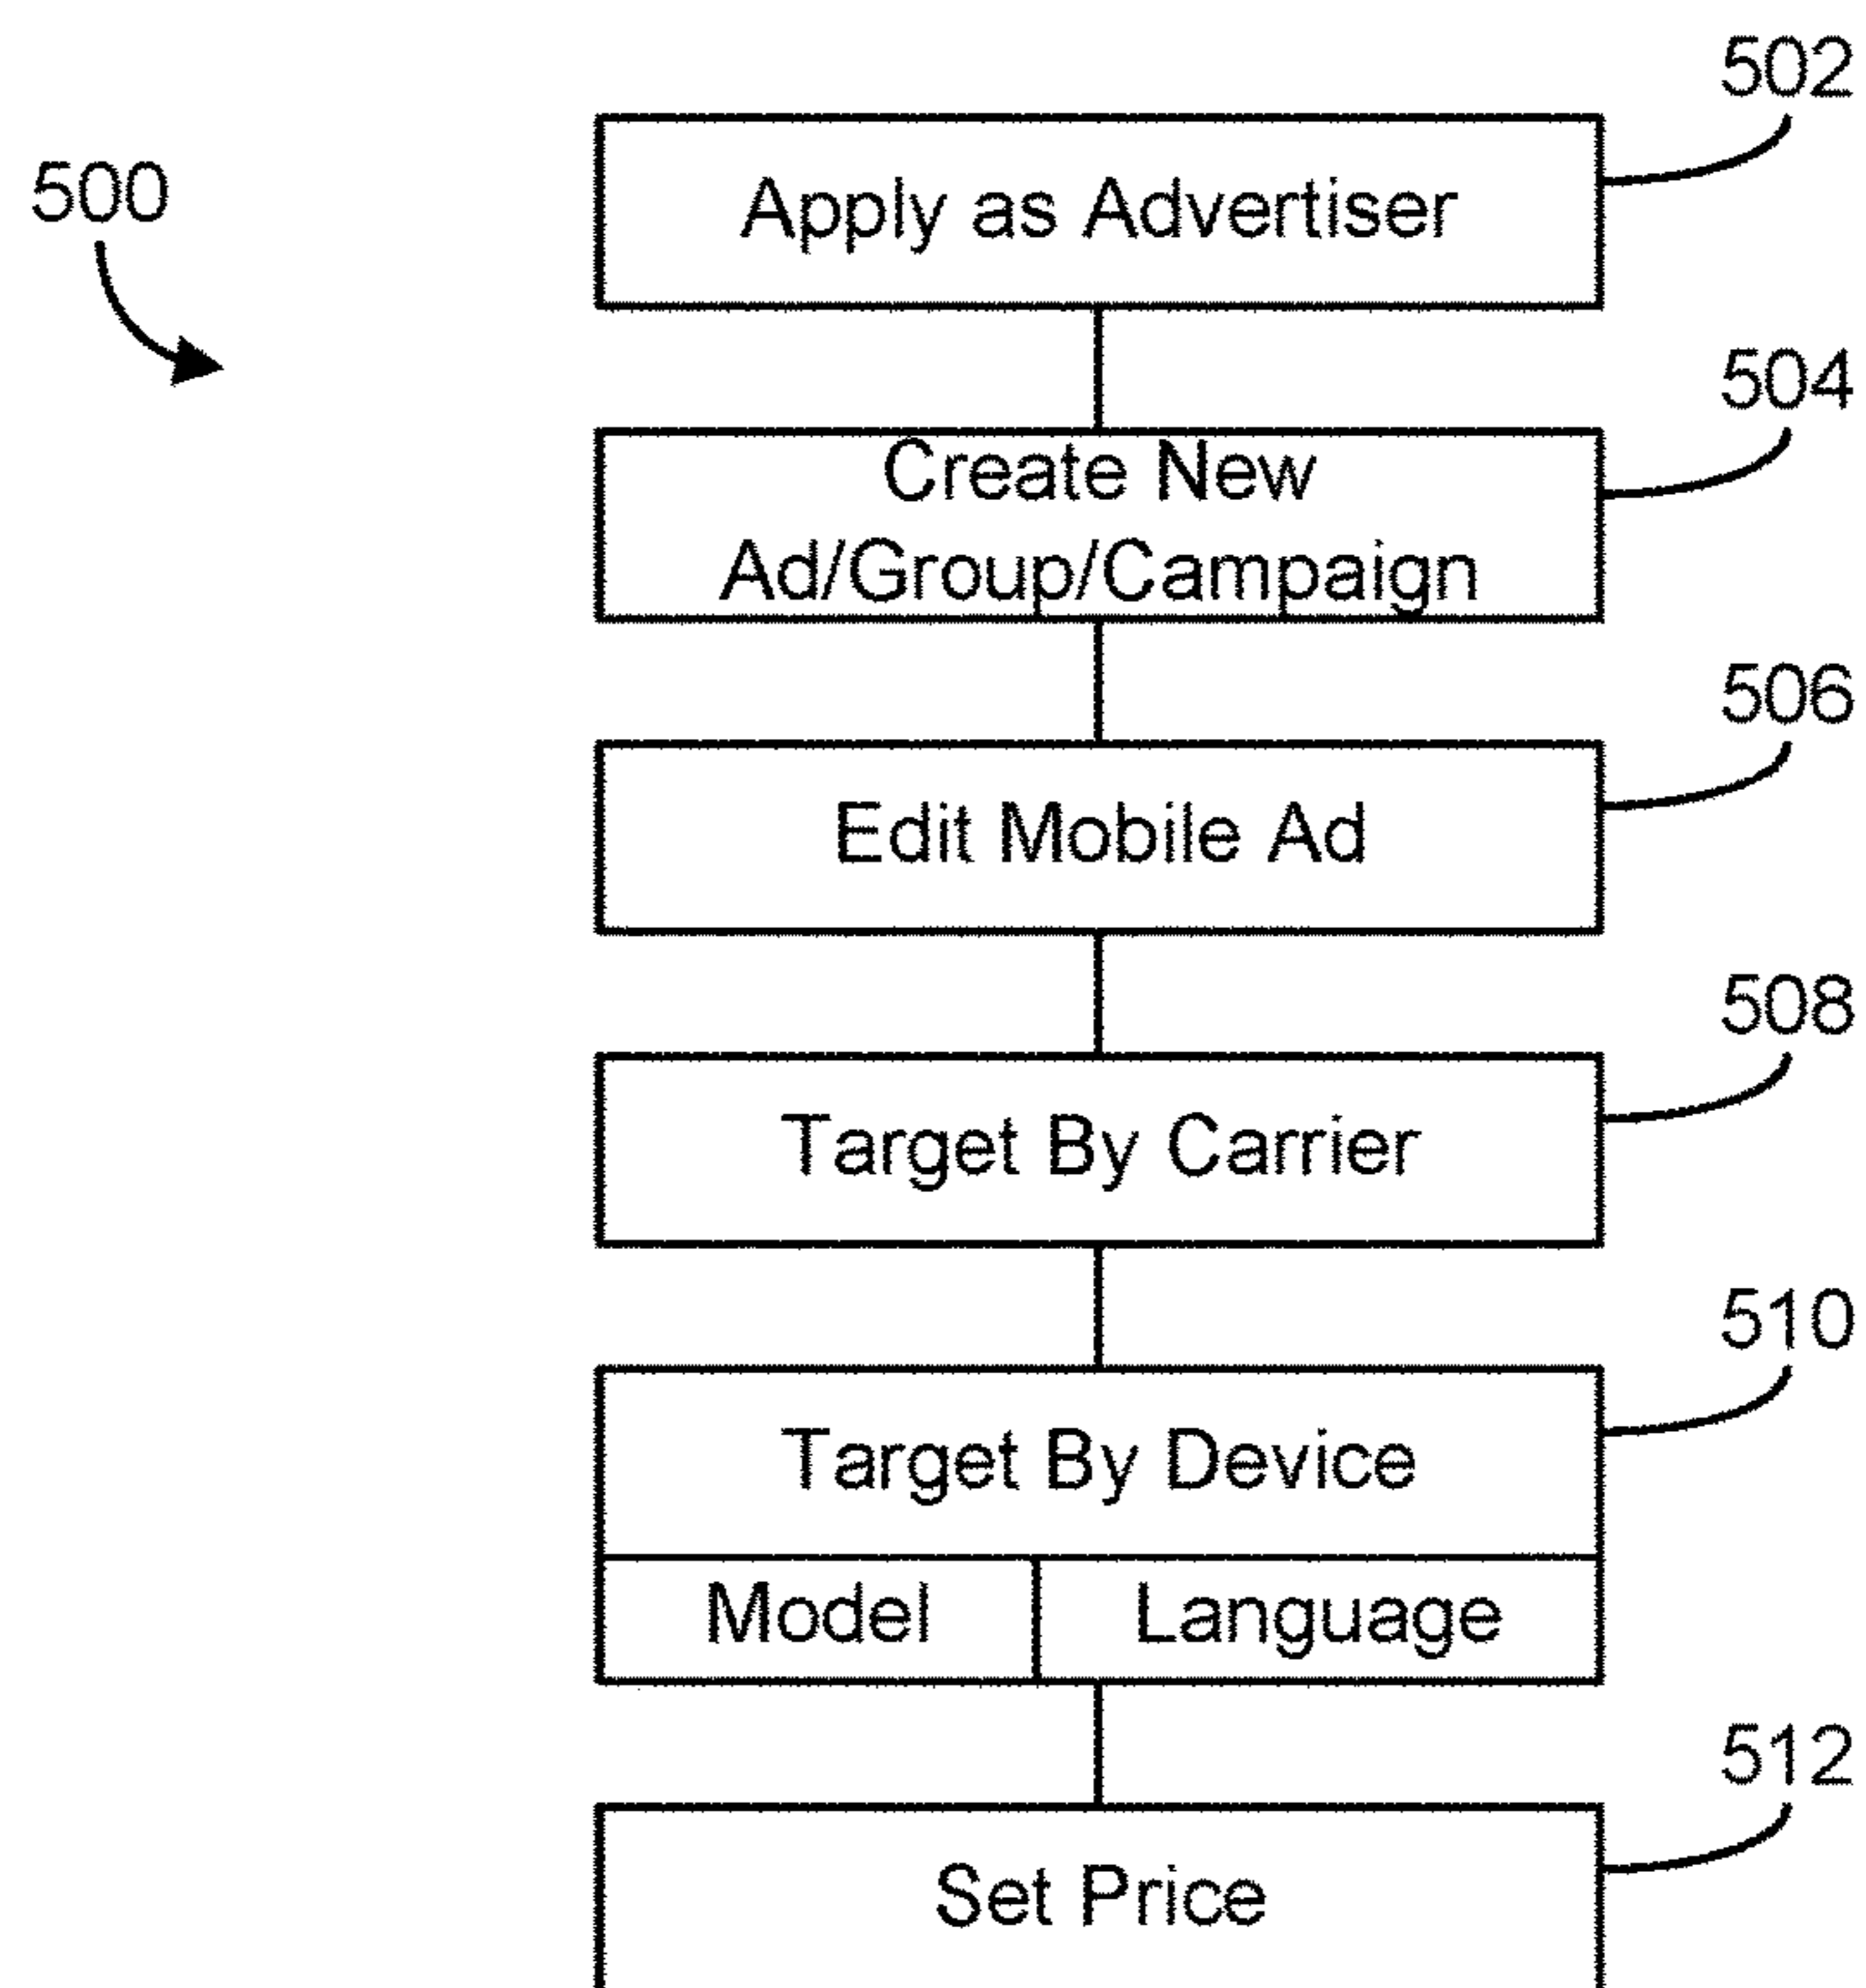 502
500
Apply as Advertiser
504
Create New
Ad/Group/Campaign
506
Edit Mobile Ad
508
Target By Carrier
510
Target By Device
Model Language
512
Set Price